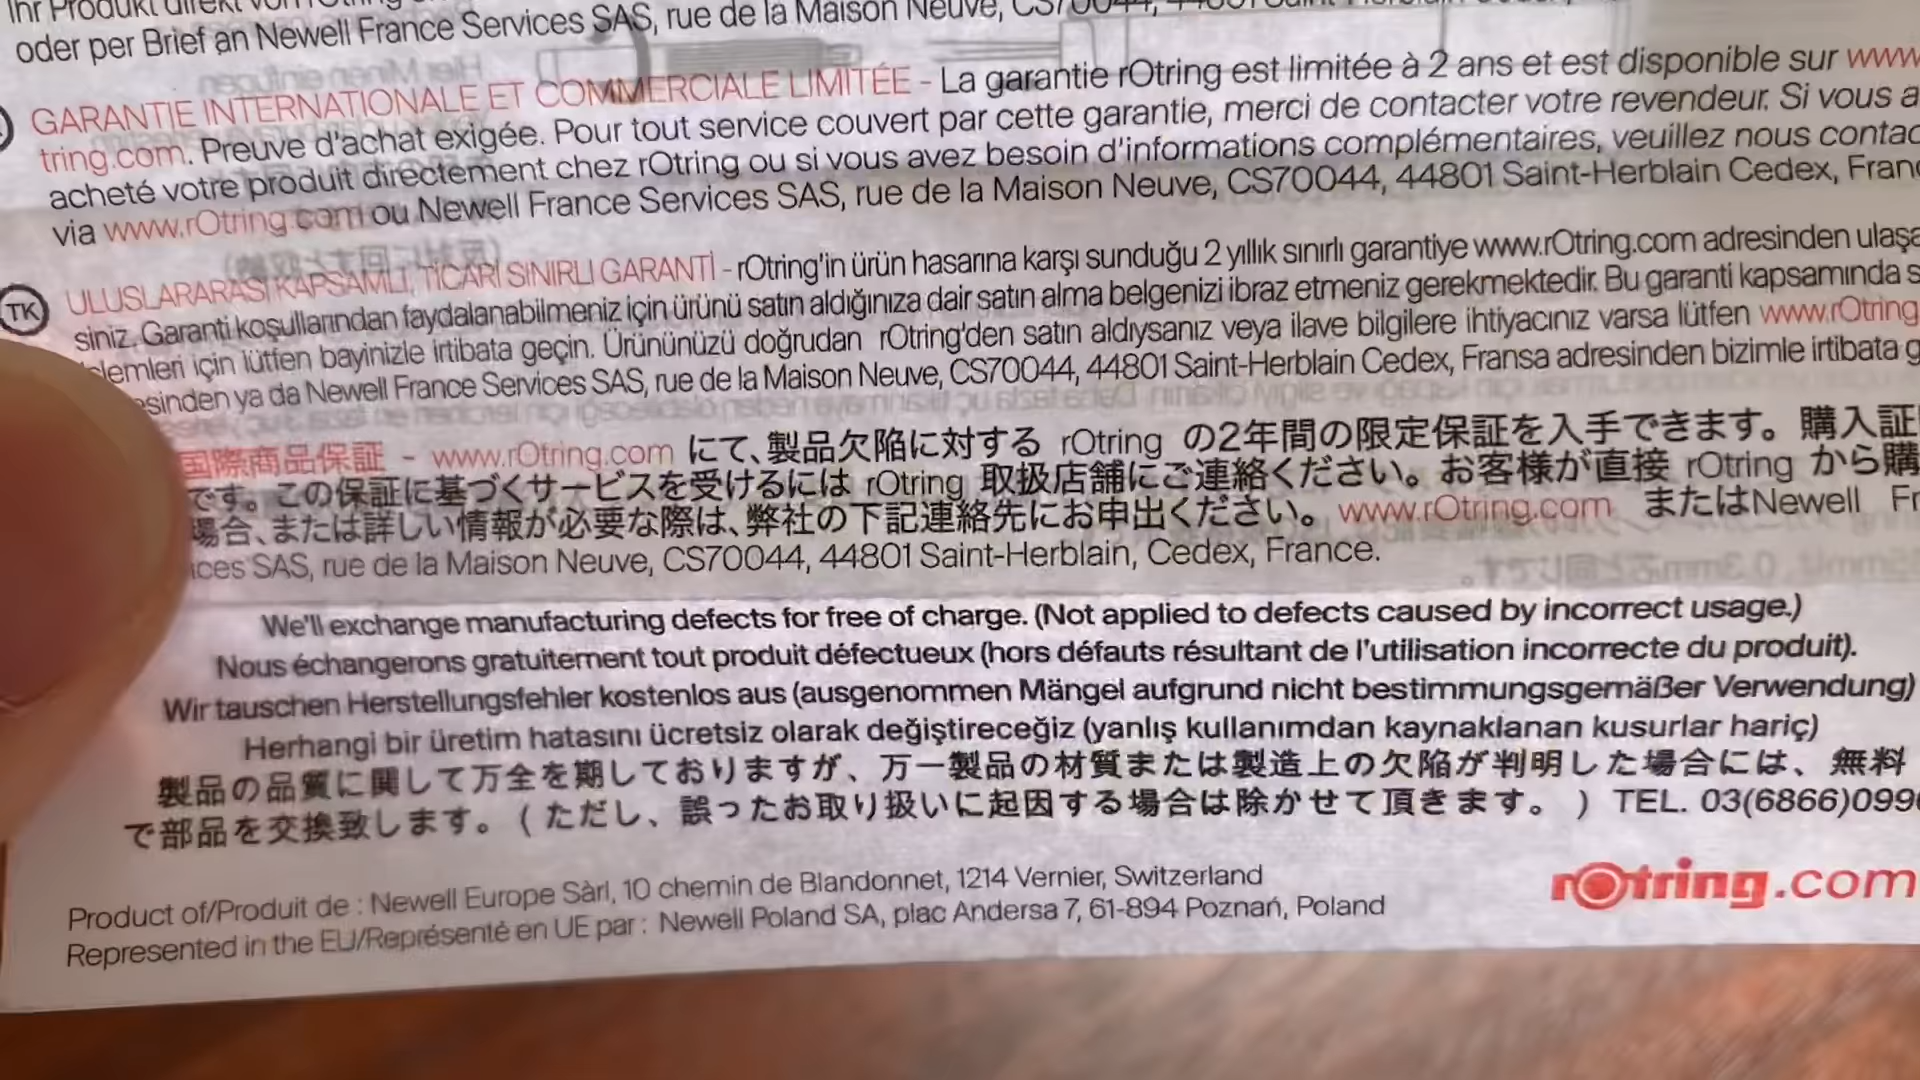 Ihr Produkt direkt von
oder per Brief an Newell France Services SAS, rue de la Maison Neuve, CS70044,
GARANTIE INTERNATIONALE ET COMMERCIALE LIMITÉE - La garantie rOtring est limitée à 2 ans et est disponible sur www
tring.com. Preuve d'achat exigée. Pour tout service couvert par cette garantie, merci de contacter votre revendeur. Si vous a
acheté votre produit directement chez rOtring ou si vous avez besoin d'informations complémentaires, veuillez nous contac
via www.rOtring.com ou Newell France Services SAS, rue de la Maison Neuve, CS70044, 44801 Saint-Herblain Cedex, Franc
TK ULUSLARARASI KAPSAMLI, TİCARİ SINIRLI GARANTİ - rOtring'in ürün hasarına karşı sunduğu 2 yıllık sınırlı garantiye www.rOtring.com adresinden ulaşa
siniz. Garanti koşullarından faydalanabilmeniz için ürünü satın aldığınıza dair satın alma belgenizi ibraz etmeniz gerekmektedir. Bu garanti kapsamında s
lemleri için lütfen bayinizle irtibata geçin. Ürününüzü doğrudan rOtring'den satın aldıysanız veya ilave bilgilere ihtiyacınız varsa lütfen www.rOtring
esinden ya da Newell France Services SAS, rue de la Maison Neuve, CS70044, 44801 Saint-Herblain Cedex, Fransa adresinden bizimle irtibata g
国際商品保証 - www.rOtring.com にて、製品欠陥に対する rOtring の2年間の限定保証を入手できます。購入証
です。この保証に基づくサービスを受けるには rOtring 取扱店舗にご連絡ください。お客様が直接 rOtring から購
場合、または詳しい情報が必要な際は、弊社の下記連絡先にお申出ください。www.rOtring.com またはNewell Fr
ices SAS, rue de la Maison Neuve, CS70044, 44801 Saint-Herblain, Cedex, France.
We'll exchange manufacturing defects for free of charge. (Not applied to defects caused by incorrect usage.)
Nous échangerons gratuitement tout produit défectueux (hors défauts résultant de l'utilisation incorrecte du produit).
Wir tauschen Herstellungsfehler kostenlos aus (ausgenommen Mängel aufgrund nicht bestimmungsgemäßer Verwendung)
Herhangi bir üretim hatasını ücretsiz olarak değiştireceğiz (yanlış kullanımdan kaynaklanan kusurlar hariç)
製品の品質に関して万全を期しておりますが、万一製品の材質または製造上の欠陥が判明した場合には、無料
で部品を交換致します。(ただし、誤ったお取り扱いに起因する場合は除かせて頂きます。) TEL. 03(6866)099
Product of/Produit de : Newell Europe Sàrl, 10 chemin de Blandonnet, 1214 Vernier, Switzerland
Represented in the EU/Représenté en UE par : Newell Poland SA, plac Andersa 7, 61-894 Poznań, Poland
rOtring.com